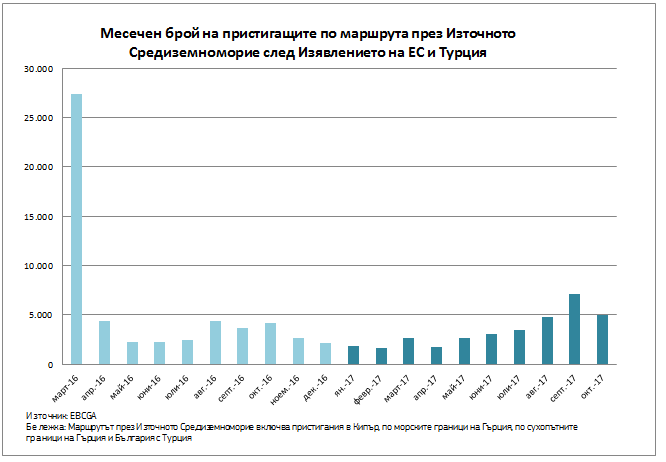 Месечен брой на пристигащите по маршрута през Източното
Средиземноморие след Изявлението на ЕС и Турция
30.000
25.000
20.000
15.000
10.000
5.000
0
март-16
апр.-16
май-16
юни-16
юли-16
авг.-16
септ.-16
окт.-16
ноем.-16
дек.-16
ян.-17
февр.-17
март-17
апр.-17
май-17
юни-17
юли-17
авг.-17
септ.-17
окт.-17
Източник: EBCGA
Бележка: Маршрутът през Източното Средиземноморие включва пристигания в Кипър, по морските граници на Гърция, по сухопътните
граници на Гърция и България с Турция